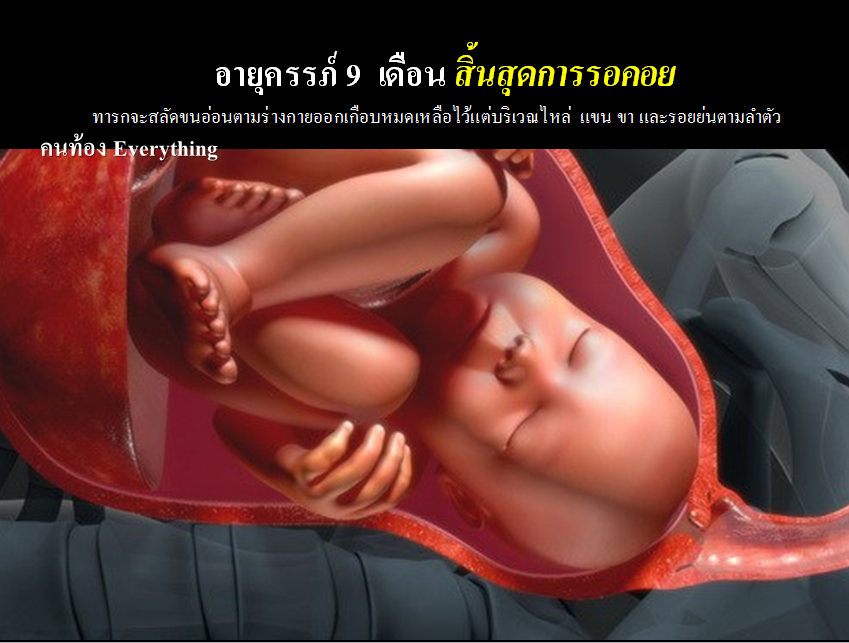 อายุครรภ์ 9 เดือน สิ้นสุดการรอคอย
ทารกจะสลัดขนอ่อนตามร่างกายออกเกือบหมดเหลือไว้แต่บริเวณไหล่ แขน ขา และรอยย่นตามลำตัว
คนท้อง Everything